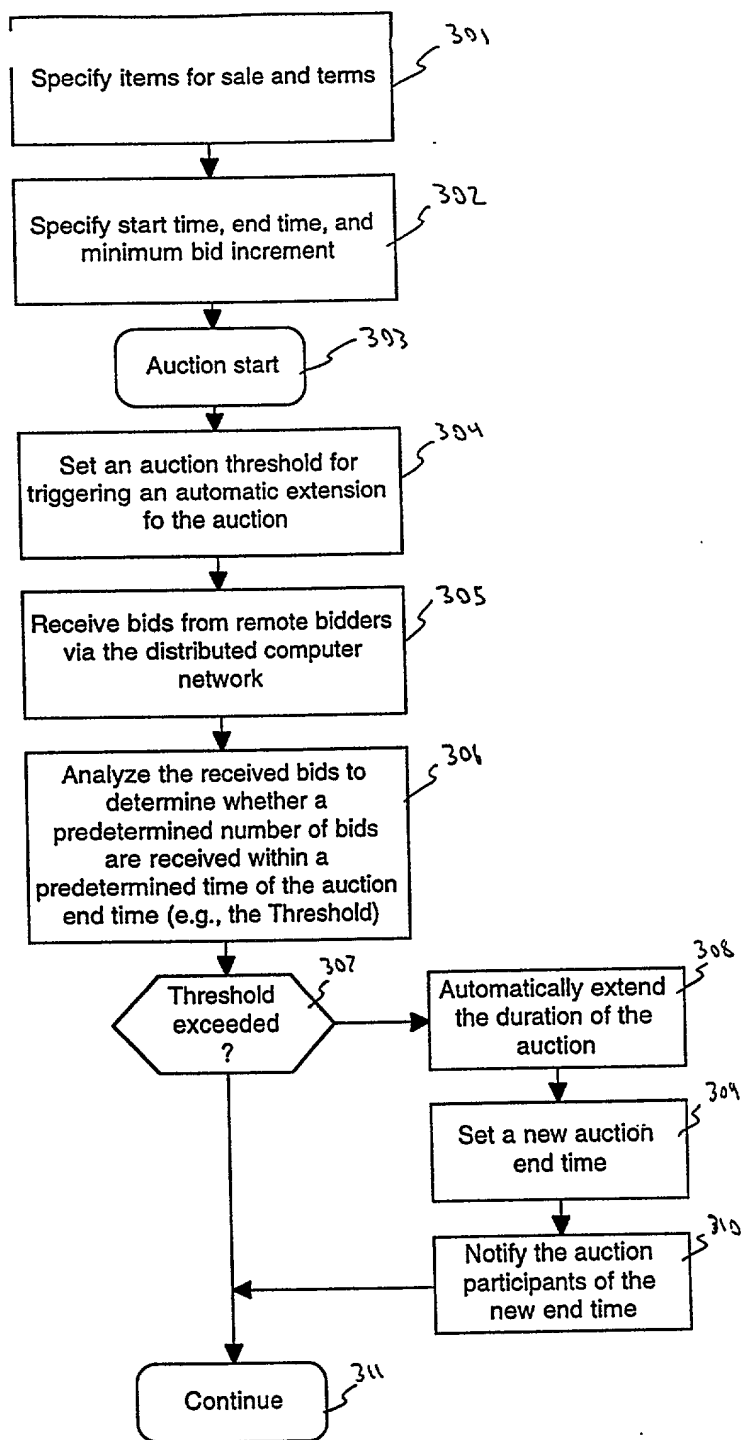 301
Specify items for sale and terms
302
Specify start time, end time, and
minimum bid increment
303
Auction start
304
Set an auction threshold for
triggering an automatic extension
fo the auction
305
Receive bids from remote bidders
via the distributed computer
network
306
Analyze the received bids to
determine whether a
predetermined number of bids
are received within a
predetermined time of the auction
end time (e.g., the Threshold)
307
Threshold
exceeded
?
308
Automatically extend
the duration of the
auction
309
Set a new auction
end time
310
Notify the auction
participants of the
new end time
311
Continue